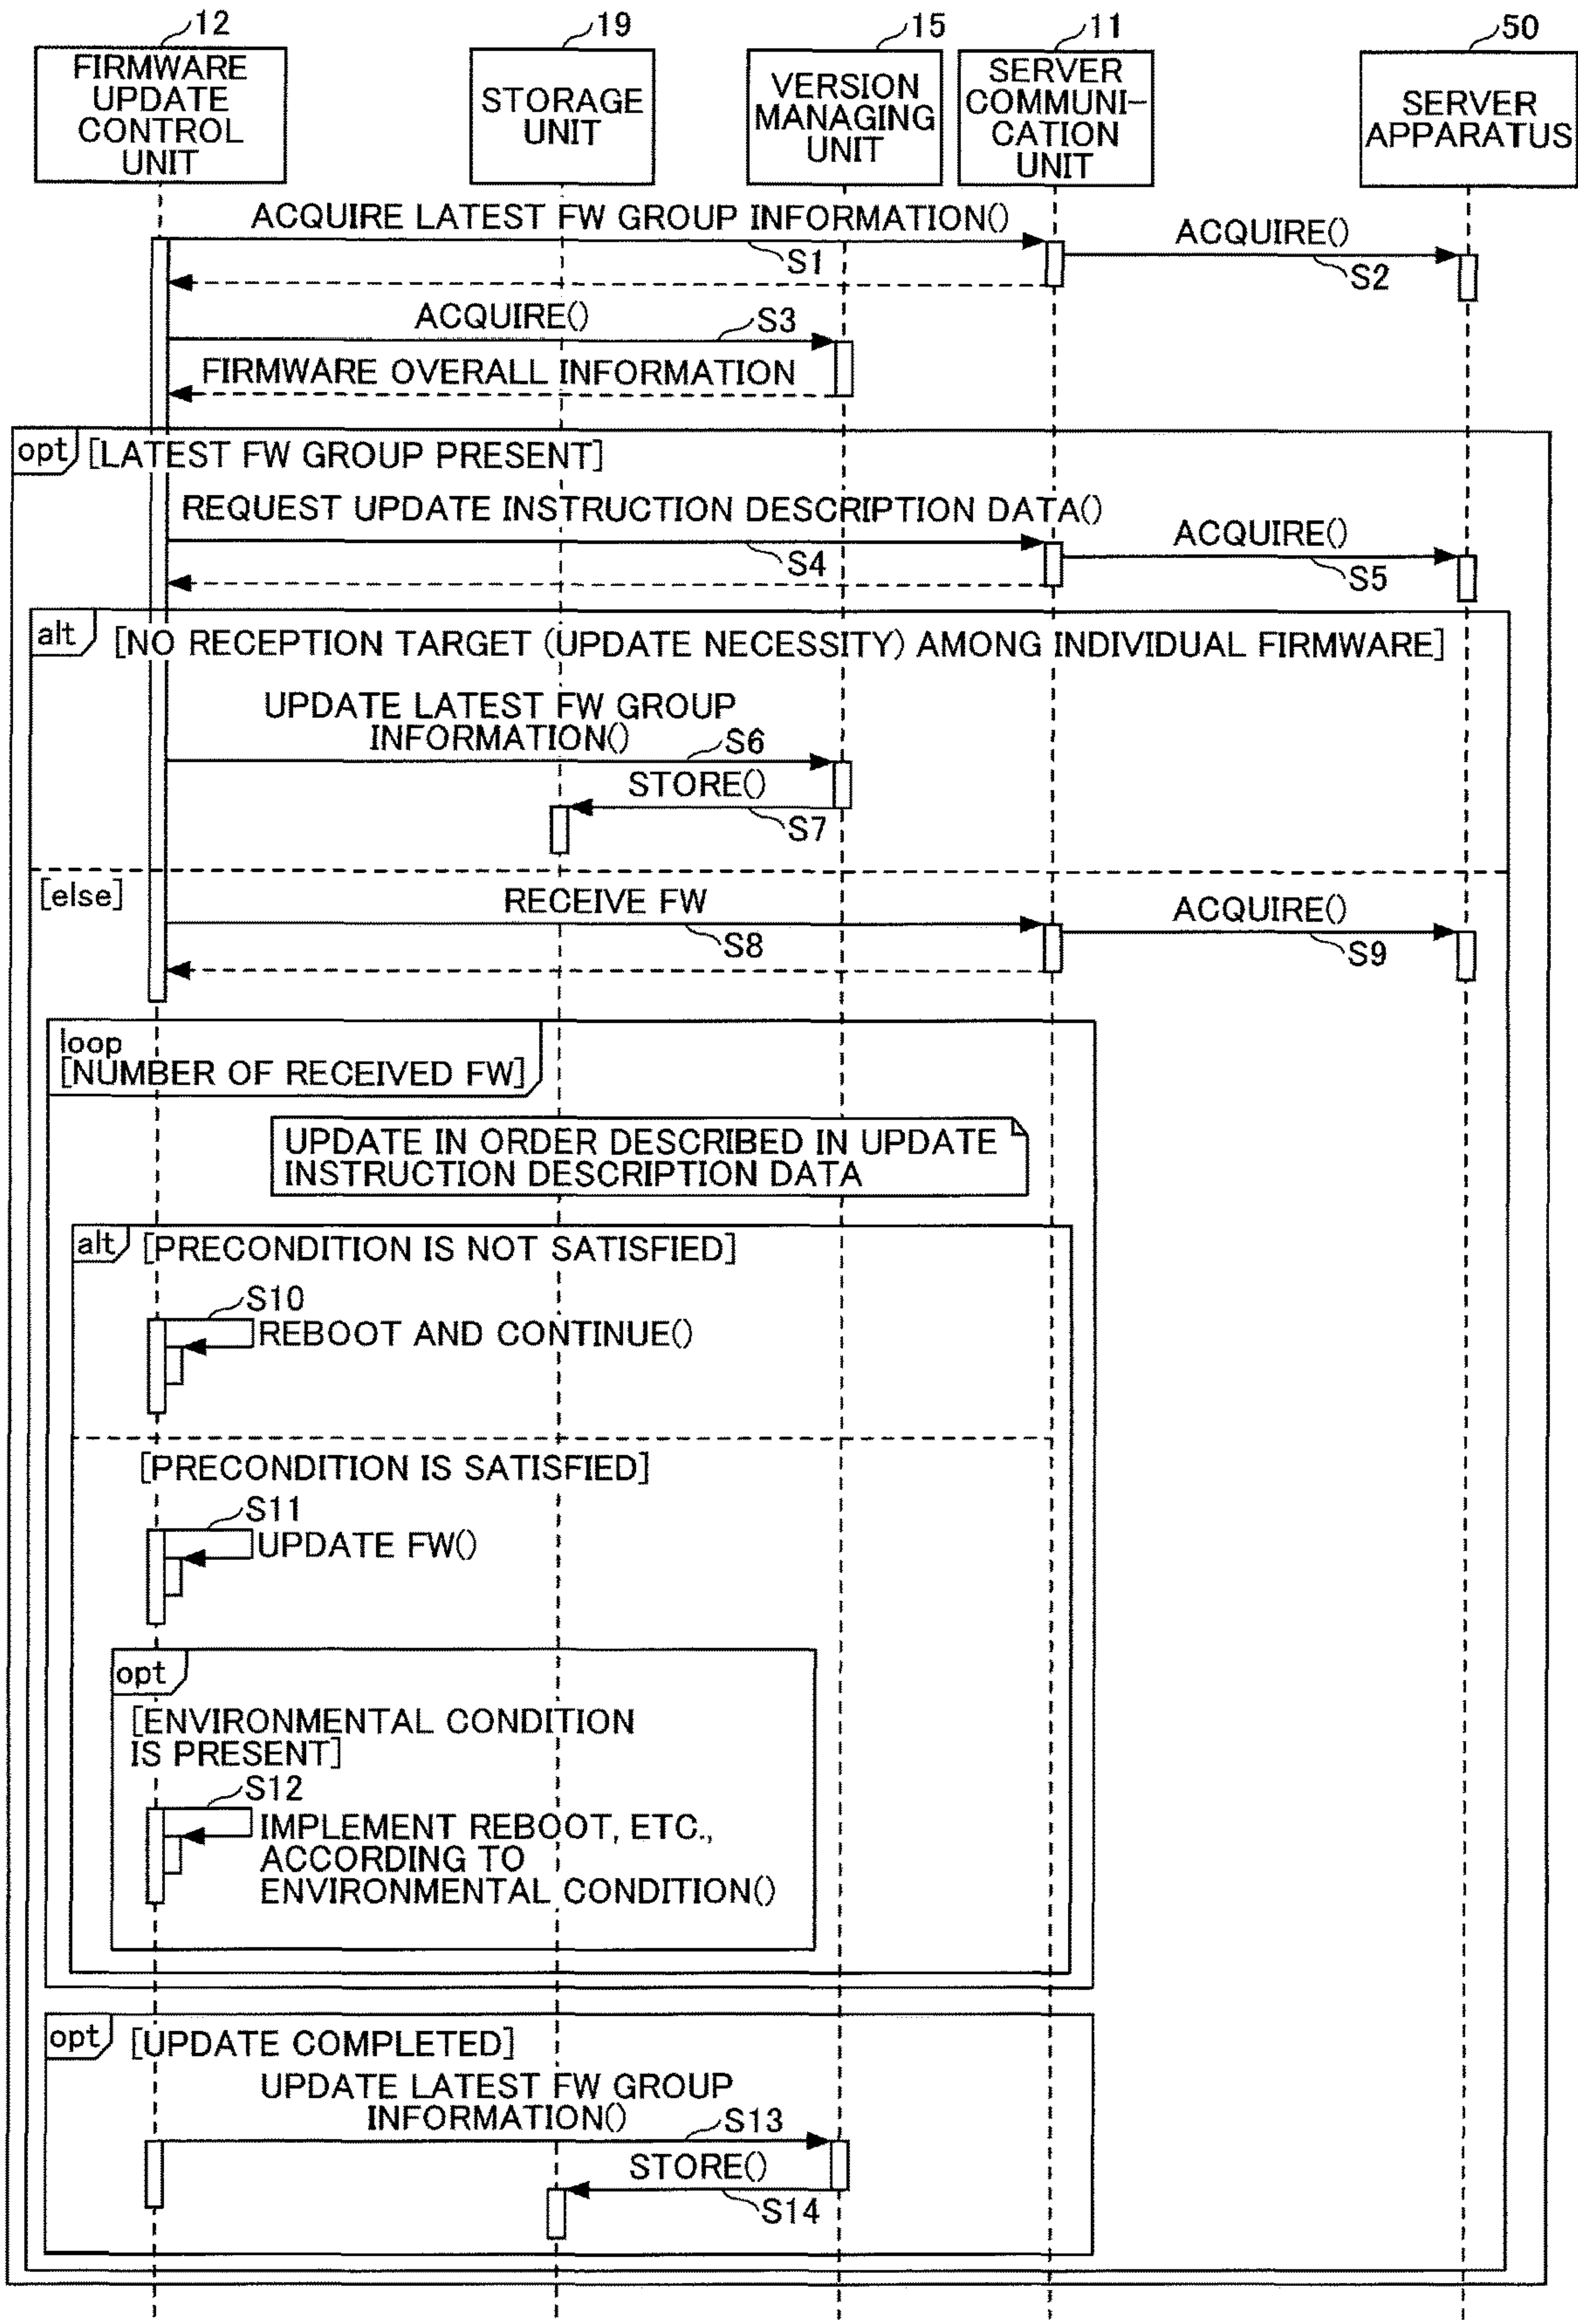 12
19
15
11
50
FIRMWARE
UPDATE
CONTROL
UNIT
STORAGE
UNIT
VERSION
MANAGING
UNIT
SERVER
COMMUNI-
CATION
UNIT
SERVER
APPARATUS
ACQUIRE LATEST FW GROUP INFORMATION()
S1
ACQUIRE()
S2
ACQUIRE()
S3
FIRMWARE OVERALL INFORMATION
opt
[LATEST FW GROUP PRESENT]
REQUEST UPDATE INSTRUCTION DESCRIPTION DATA()
S4
ACQUIRE()
S5
alt
[NO RECEPTION TARGET (UPDATE NECESSITY) AMONG INDIVIDUAL FIRMWARE]
UPDATE LATEST FW GROUP
INFORMATION()
S6
STORE()
S7
[else]
RECEIVE FW
S8
ACQUIRE()
S9
loop
[NUMBER OF RECEIVED FW]
UPDATE IN ORDER DESCRIBED IN UPDATE
INSTRUCTION DESCRIPTION DATA
alt
[PRECONDITION IS NOT SATISFIED]
S10
REBOOT AND CONTINUE()
[PRECONDITION IS SATISFIED]
S11
UPDATE FW()
opt
[ENVIRONMENTAL CONDITION
IS PRESENT]
S12
IMPLEMENT REBOOT, ETC.,
ACCORDING TO
ENVIRONMENTAL CONDITION()
opt
[UPDATE COMPLETED]
UPDATE LATEST FW GROUP
INFORMATION()
S13
STORE()
S14